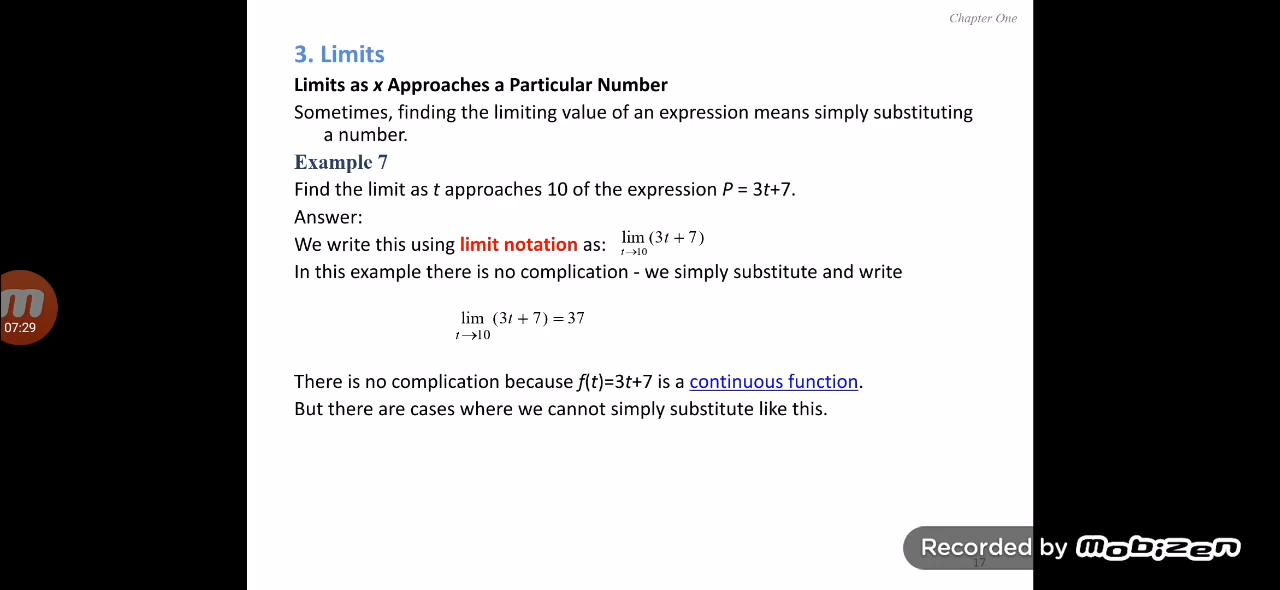 Chapter One
3. Limits
Limits as x Approaches a Particular Number
Sometimes, finding the limiting value of an expression means simply substituting
a number.
Example 7
Find the limit as t approaches 10 of the expression P = 3t+7.
Answer:
We write this using limit notation as: lim (3t + 7)
t→10
In this example there is no complication - we simply substitute and write
lim (3t + 7) = 37
t→10
There is no complication because f(t)=3t+7 is a continuous function.
But there are cases where we cannot simply substitute like this.
m
07:29
Recorded by mobizen
17